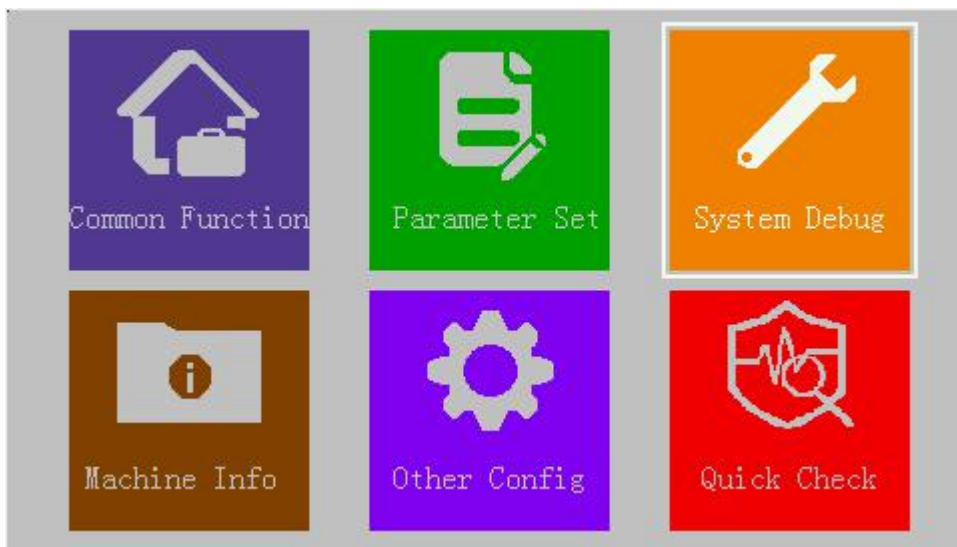 Common Function
Parameter Set
System Debug
Machine Info
Other Config
Quick Check